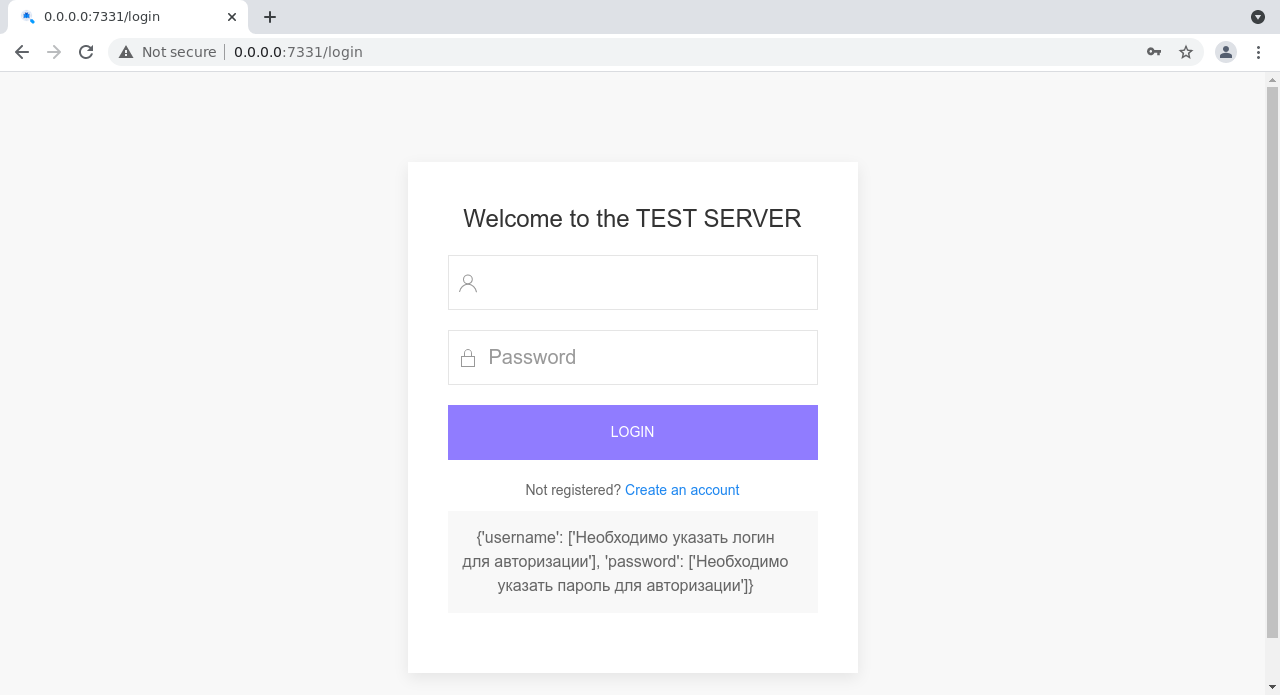 0.0.0.0:7331/login
Not secure
0.0.0.0:7331/login
Welcome to the TEST SERVER
Password
LOGIN
Not registered? Create an account
{'username': ['Необходимо указать логин
для авторизации'], 'password': ['Необходимо
указать пароль для авторизации']}